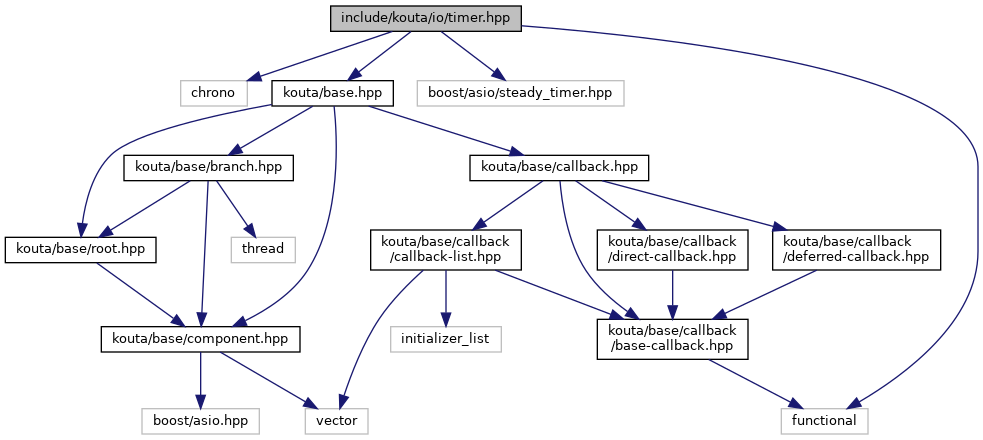 include/kouta/io/timer.hpp
chrono
kouta/base.hpp
boost/asio/steady_timer.hpp
kouta/base/branch.hpp
kouta/base/callback.hpp
kouta/base/root.hpp
thread
kouta/base/callback
/callback-list.hpp
kouta/base/callback
/direct-callback.hpp
kouta/base/callback
/deferred-callback.hpp
kouta/base/component.hpp
initializer_list
kouta/base/callback
/base-callback.hpp
boost/asio.hpp
vector
functional